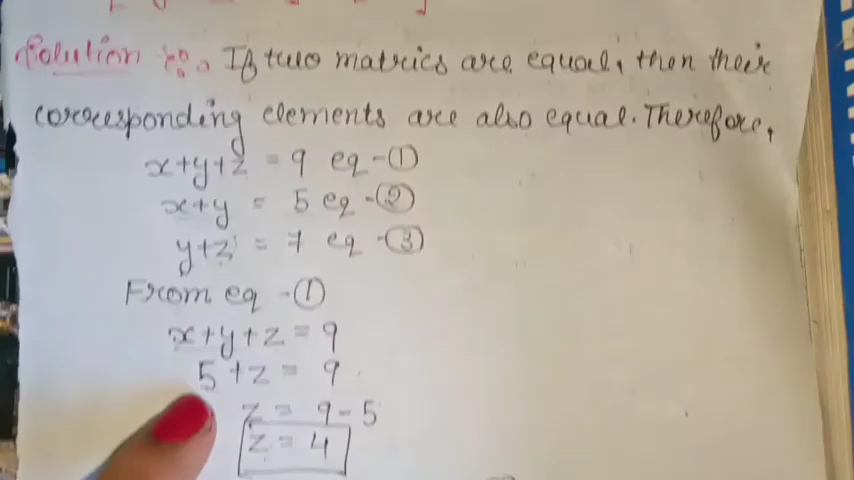 Solution :- If two matrics are equal, then their
corresponding elements are also equal. Therefore,
x+y+z = 9 eq-①
x+y = 5 eq-②
y+z = 7 eq-③
From eq-①
x+y+z = 9
5+z = 9
z = 9-5
z = 4